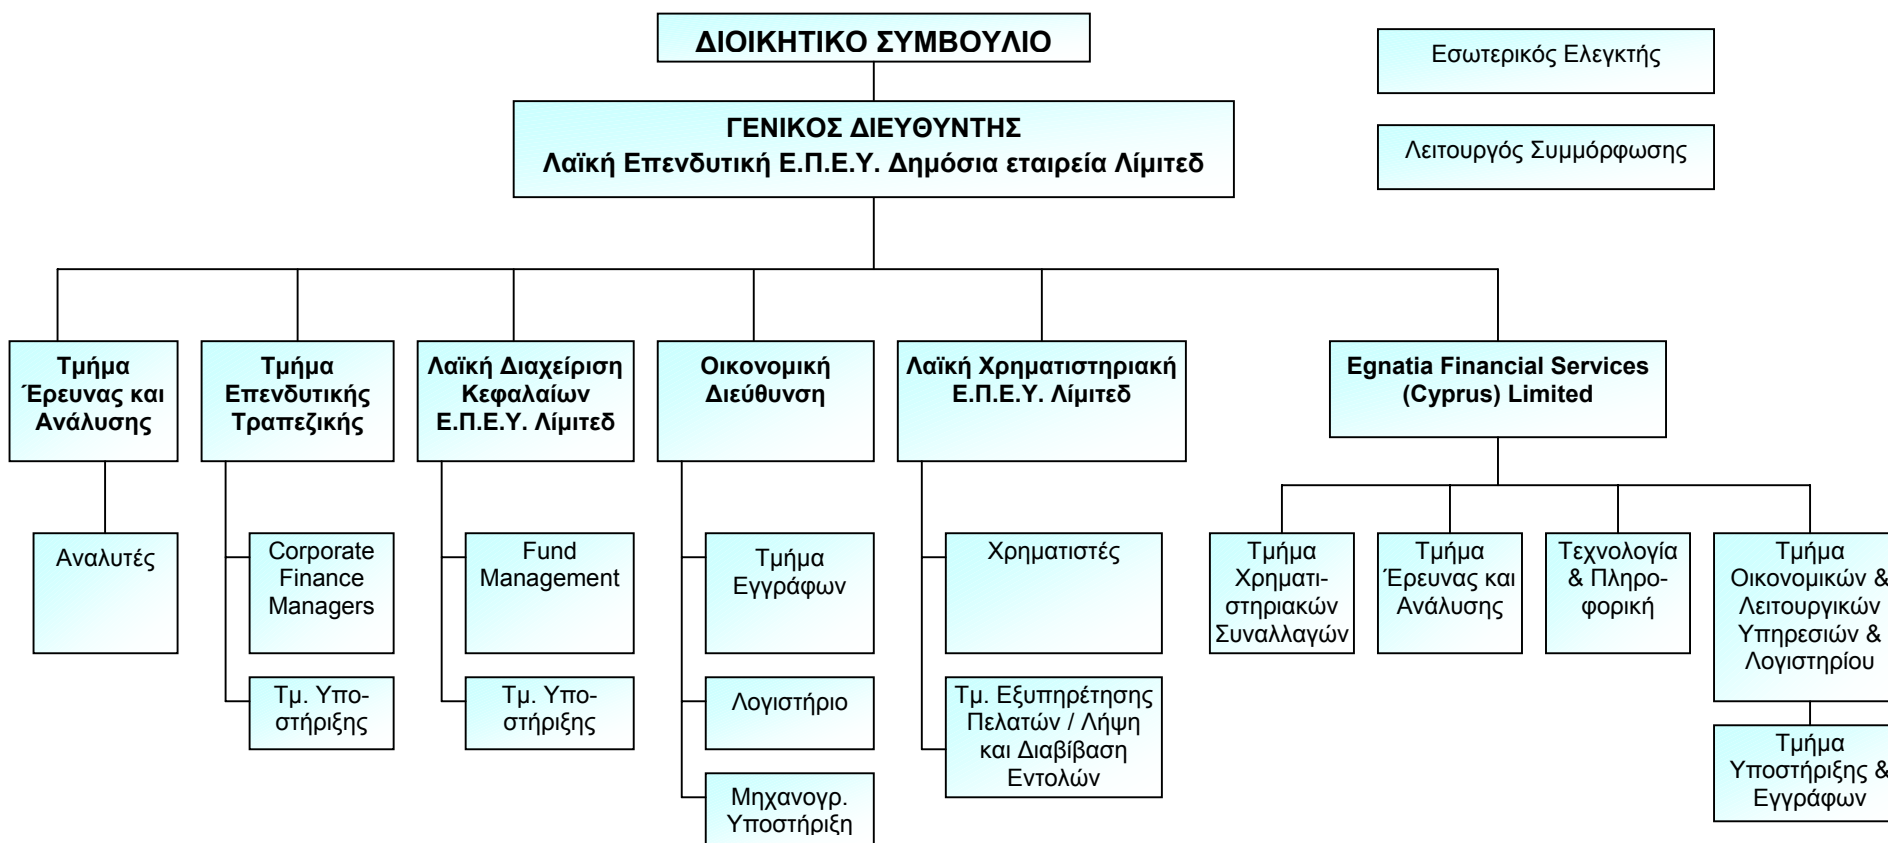 ΔΙΟΙΚΗΤΙΚΟ ΣΥΜΒΟΥΛΙΟ
Εσωτερικός Ελεγκτής
ΓΕΝΙΚΟΣ ΔΙΕΥΘΥΝΤΗΣ
Λαϊκή Επενδυτική Ε.Π.Ε.Υ. Δημόσια εταιρεία Λίμιτεδ
Λειτουργός Συμμόρφωσης
Τμήμα
Έρευνας και
Ανάλυσης
Τμήμα
Επενδυτικής
Τραπεζικής
Λαϊκή Διαχείριση
Κεφαλαίων
Ε.Π.Ε.Υ. Λίμιτεδ
Οικονομική
Διεύθυνση
Λαϊκή Χρηματιστηριακή
Ε.Π.Ε.Υ. Λίμιτεδ
Egnatia Financial Services
(Cyprus) Limited
Αναλυτές
Corporate
Finance
Managers
Fund
Management
Τμήμα
Εγγράφων
Χρηματιστές
Τμήμα
Χρηματι-
στηριακών
Συναλλαγών
Τμήμα
Έρευνας και
Ανάλυσης
Τεχνολογία
& Πληρο-
φορική
Τμήμα
Οικονομικών &
Λειτουργικών
Υπηρεσιών &
Λογιστηρίου
Τμ. Υπο-
στήριξης
Τμ. Υπο-
στήριξης
Λογιστήριο
Τμ. Εξυπηρέτησης
Πελατών / Λήψη
και Διαβίβαση
Εντολών
Τμήμα
Υποστήριξης &
Εγγράφων
Μηχανογρ.
Υποστήριξη